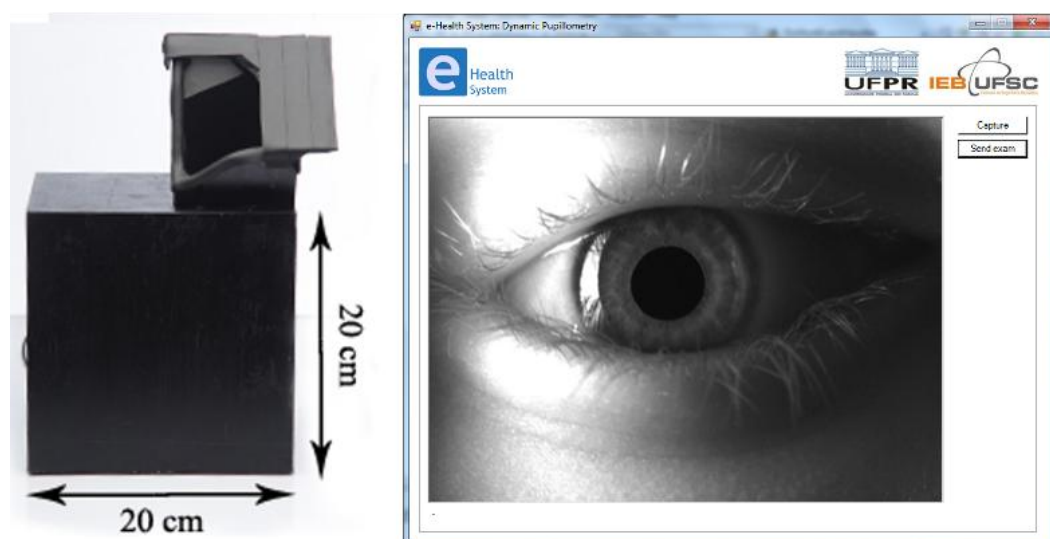 20 cm
20 cm
e-Health System: Dynamic Pupillometry
e Health
System
UFPR
IEB UFSC
Capture
Send exam